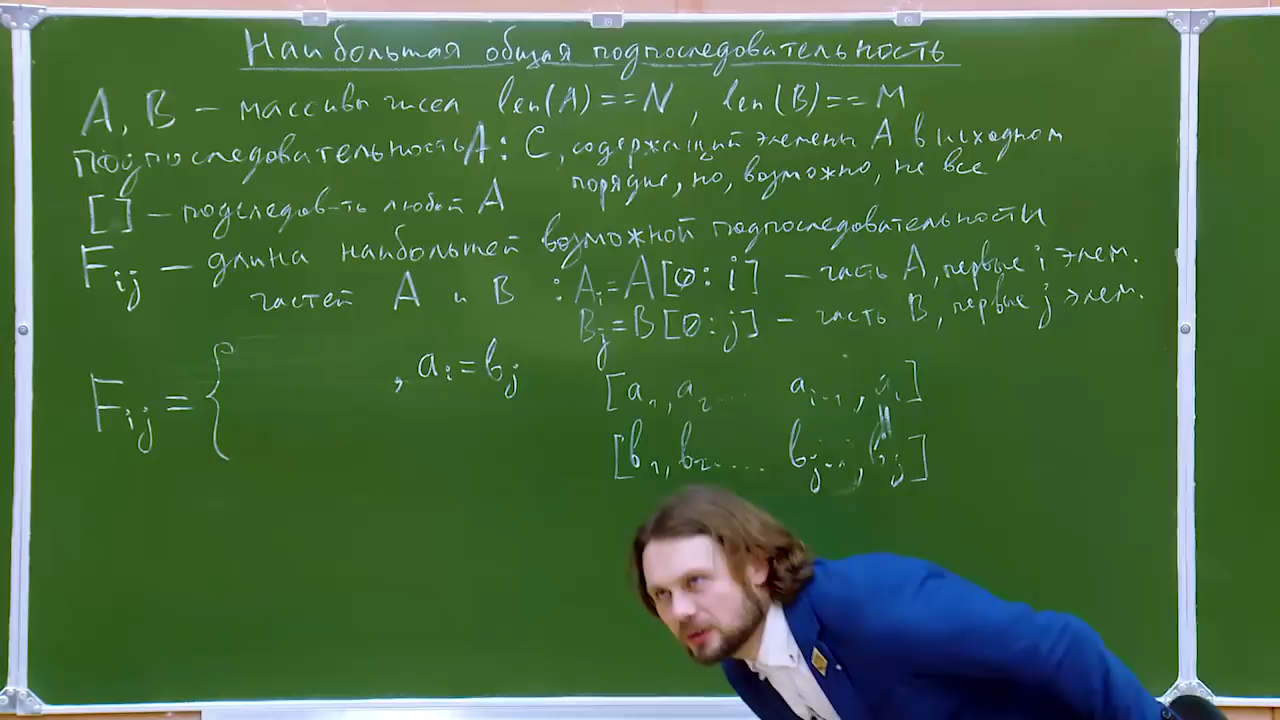 Наибольшая общая подпоследовательность
A, B – массивы чисел len(A)==N, len(B)==M
Подпоследовательность A: C, содержащий элемены A в исходном
порядке, но, возможно, не все
[] – подследов-ть любой A
Fij – длина наибольшей возможной подпоследовательности
частей A и B : Ai=A[0:i] – часть A, первые i элем.
Bj=B[0:j] – часть B, первые j элем.
Fij = { , ai=bj
[a1, a2... ai-1, ai]
[b1, b2.... bj-1, bj]